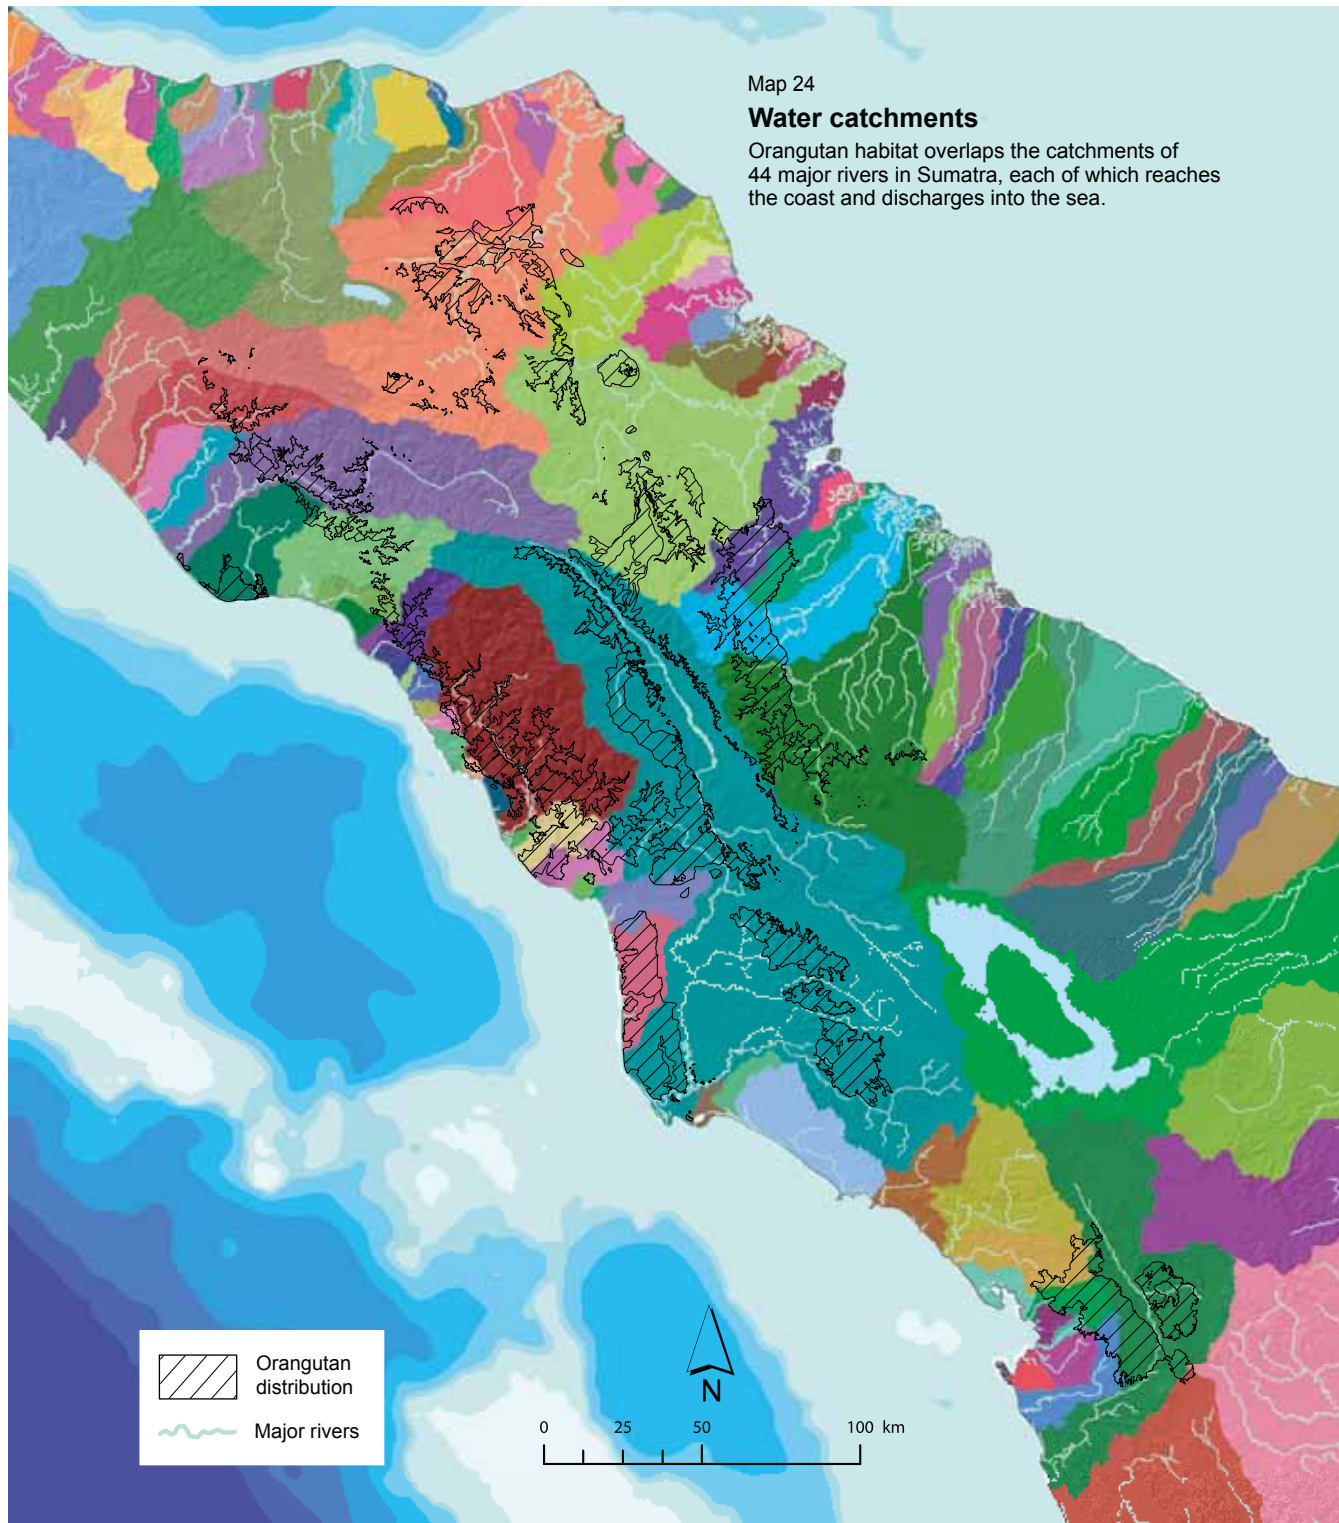 Map 24
Water catchments
Orangutan habitat overlaps the catchments of
44 major rivers in Sumatra, each of which reaches
the coast and discharges into the sea.
Orangutan
distribution
Major rivers
N
0 25 50 100 km